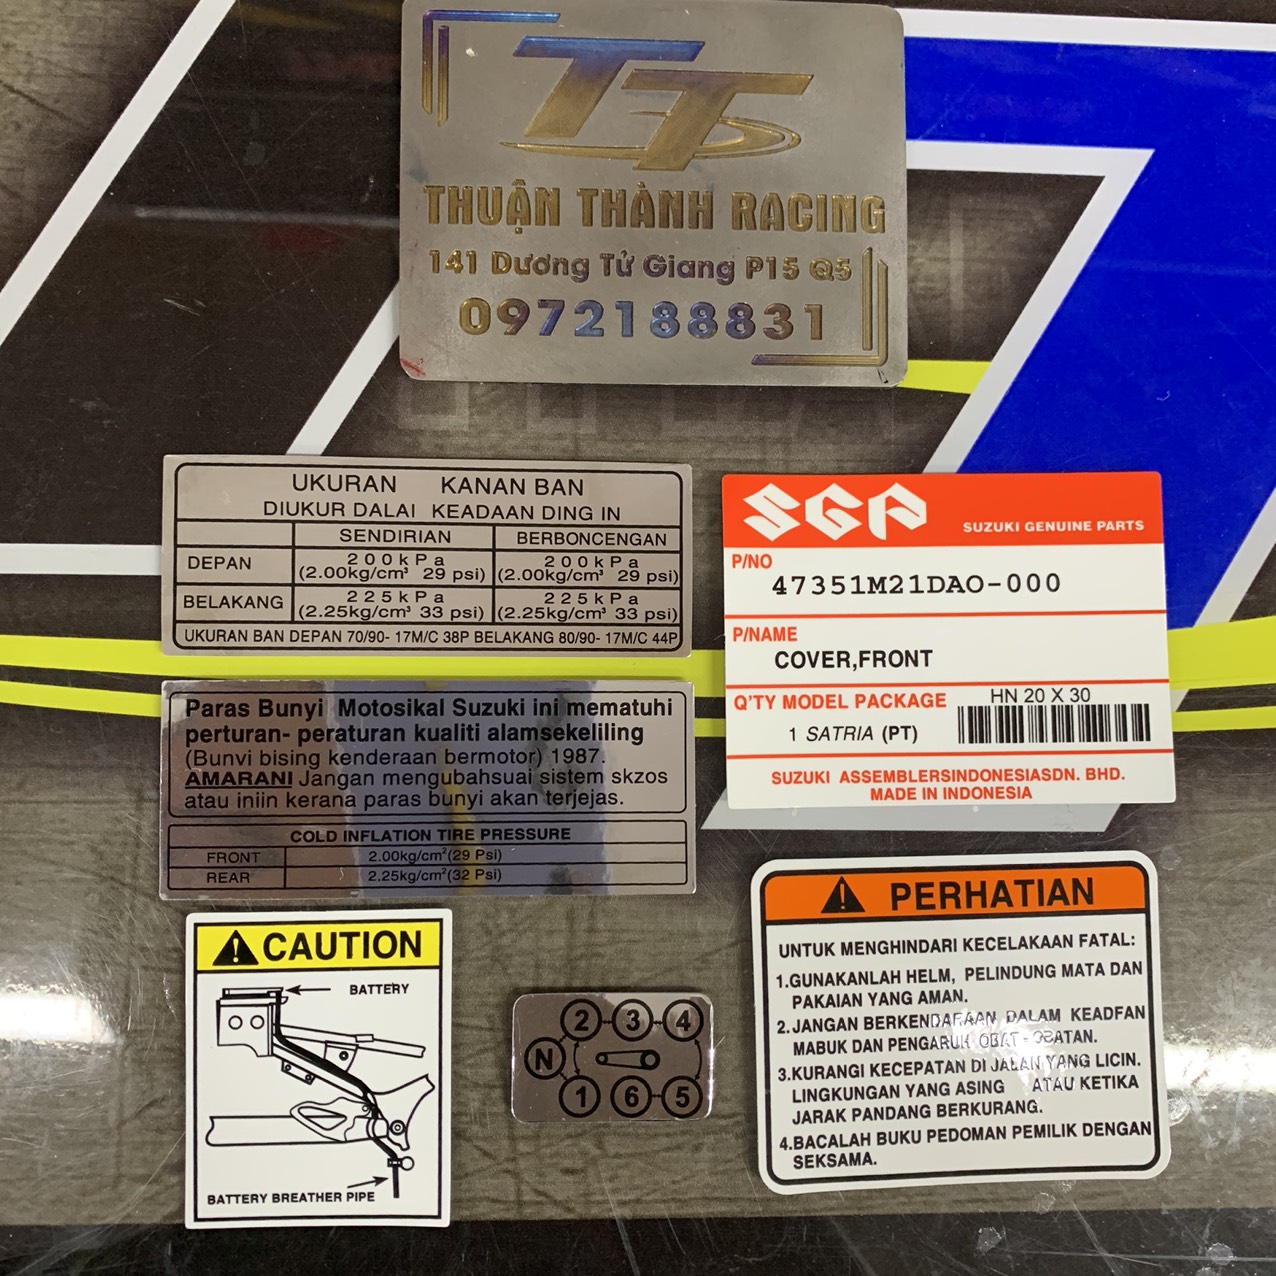 TT
THUẬN THÀNH RACING
141 Dương Tử Giang P15 Q5
0972188831
UKURAN KANAN BAN
DIUKUR DALAI KEADAAN DING IN
SENDIRIAN BERBONCENGAN
DEPAN 200kPa (2.00kg/cm³ 29 psi) 200kPa (2.00kg/cm³ 29 psi)
BELAKANG 225kPa (2.25kg/cm³ 33 psi) 225kPa (2.25kg/cm³ 33 psi)
UKURAN BAN DEPAN 70/90- 17M/C 38P BELAKANG 80/90- 17M/C 44P
SGP SUZUKI GENUINE PARTS
P/NO
47351M21DAO-000
P/NAME
COVER,FRONT
Q'TY MODEL PACKAGE HN 20 X 30
1 SATRIA (PT)
SUZUKI ASSEMBLERSINDONESIASDN. BHD.
MADE IN INDONESIA
Paras Bunyi Motosikal Suzuki ini mematuhi
perturan- peraturan kualiti alamsekeliling
(Bunvi bising kenderaan bermotor) 1987.
AMARANI Jangan mengubahsuai sistem skzos
atau iniin kerana paras bunyi akan terjejas.
COLD INFLATION TIRE PRESSURE
FRONT 2.00kg/cm²(29 Psi)
REAR 2.25kg/cm²(32 Psi)
CAUTION
BATTERY
BATTERY BREATHER PIPE
2 3 4
N
1 6 5
PERHATIAN
UNTUK MENGHINDARI KECELAKAAN FATAL:
1.GUNAKANLAH HELM, PELINDUNG MATA DAN
PAKAIAN YANG AMAN.
2.JANGAN BERKENDARAAN DALAM KEADFAN
MABUK DAN PENGARUH OBAT - OBATAN.
3.KURANGI KECEPATAN DI JALAN YANG LICIN.
LINGKUNGAN YANG ASING ATAU KETIKA
JARAK PANDANG BERKURANG.
4.BACALAH BUKU PEDOMAN PEMILIK DENGAN
SEKSAMA.